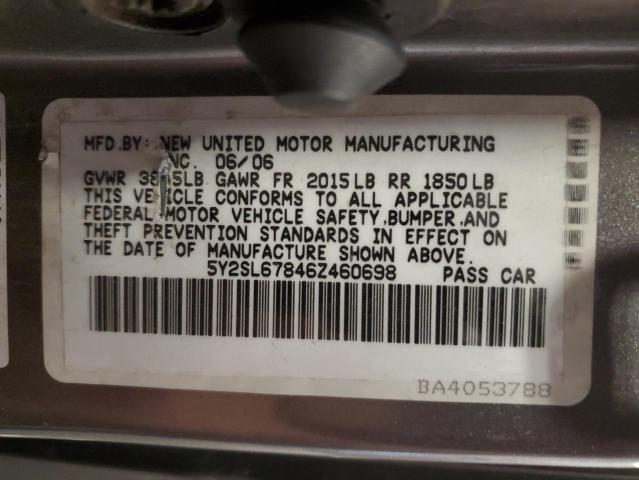 MFD.BY: NEW UNITED MOTOR MANUFACTURING
INC. 06/06
GVWR LB GAWR FR 2015LB RR 1850LB
THIS VEHICLE CONFORMS TO ALL APPLICABLE
FEDERAL MOTOR VEHICLE SAFETY,BUMPER,AND
THEFT PREVENTION STANDARDS IN EFFECT ON
THE DATE OF MANUFACTURE SHOWN ABOVE.
5Y2SL67846Z460698 PASS CAR
BA4053788